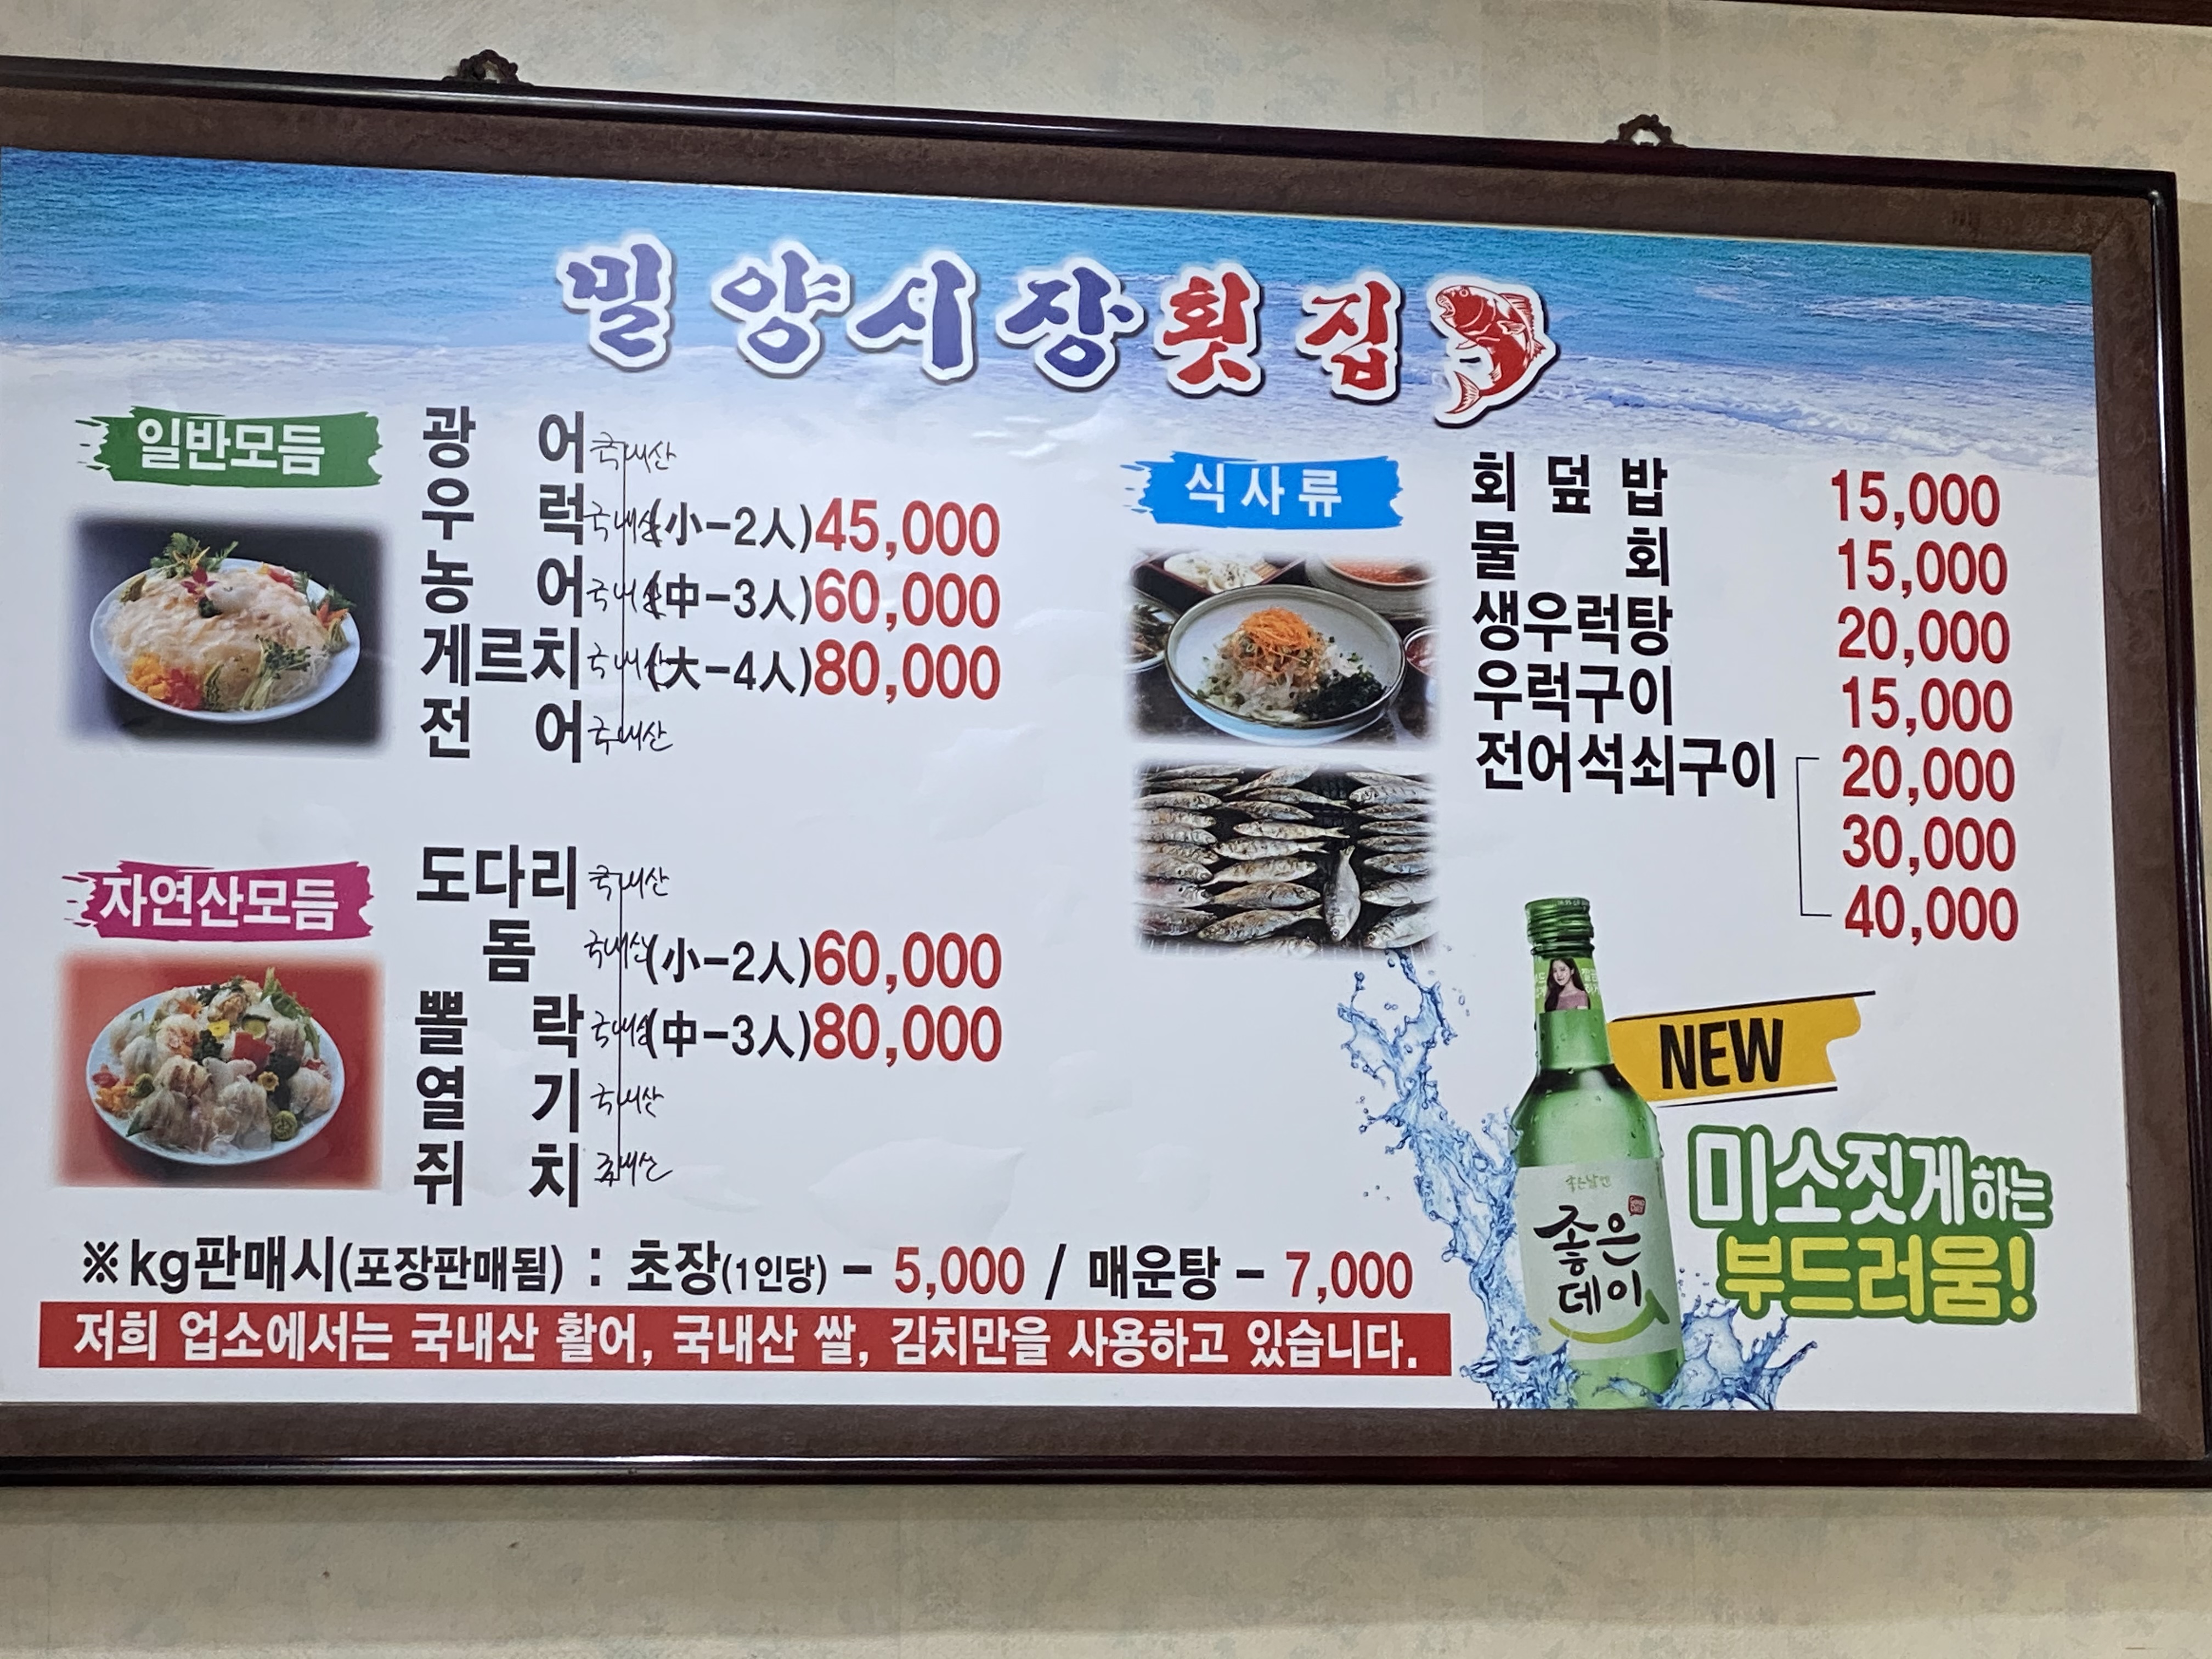 밀양시장횟집
일반모듬
광어 국내산
우럭 국내산 (小-2人) 45,000
농어 국내산 (中-3人) 60,000
게르치 국내산 (大-4人) 80,000
전어 국내산
자연산모듬
도다리 국내산
돔 국내산 (小-2人) 60,000
뽈락 국내산 (中-3人) 80,000
열기 국내산
쥐치 국내산
식사류
회덮밥 15,000
물회 15,000
생우럭탕 20,000
우럭구이 15,000
전어석쇠구이 20,000
30,000
40,000
※kg판매시(포장판매됨) : 초장(1인당) - 5,000 / 매운탕 - 7,000
저희 업소에서는 국내산 활어, 국내산 쌀, 김치만을 사용하고 있습니다.
NEW
미소짓게하는
부드러움!
좋은
데이